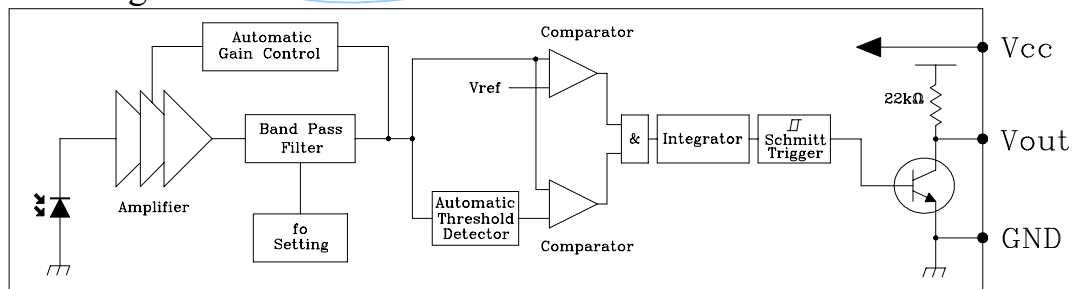 Automatic
Gain Control
Comparator
Vcc
Vref
22kΩ
Band Pass
Filter
&
Integrator
Schmitt
Trigger
Vout
Amplifier
Automatic
Threshold
Detector
fo
Setting
Comparator
GND